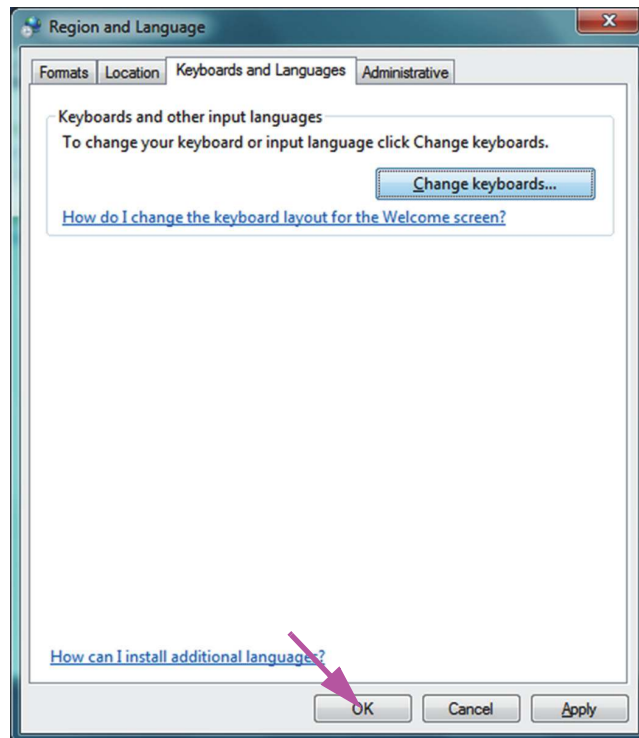 Region and Language
Formats Location Keyboards and Languages Administrative
Keyboards and other input languages
To change your keyboard or input language click Change keyboards.
Change keyboards...
How do I change the keyboard layout for the Welcome screen?
How can I install additional languages?
OK Cancel Apply